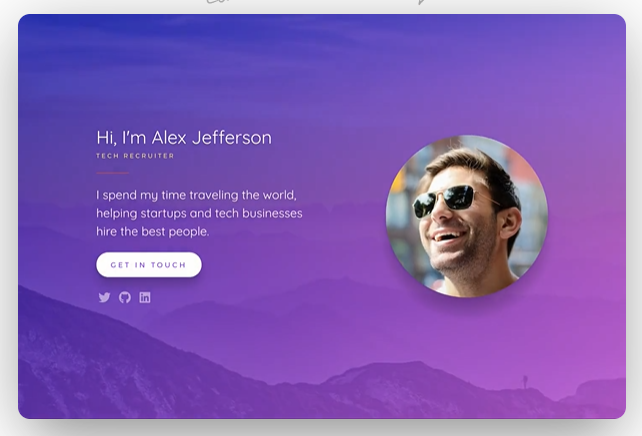 Hi, I'm Alex Jefferson
TECH RECRUITER
I spend my time traveling the world,
helping startups and tech businesses
hire the best people.
GET IN TOUCH